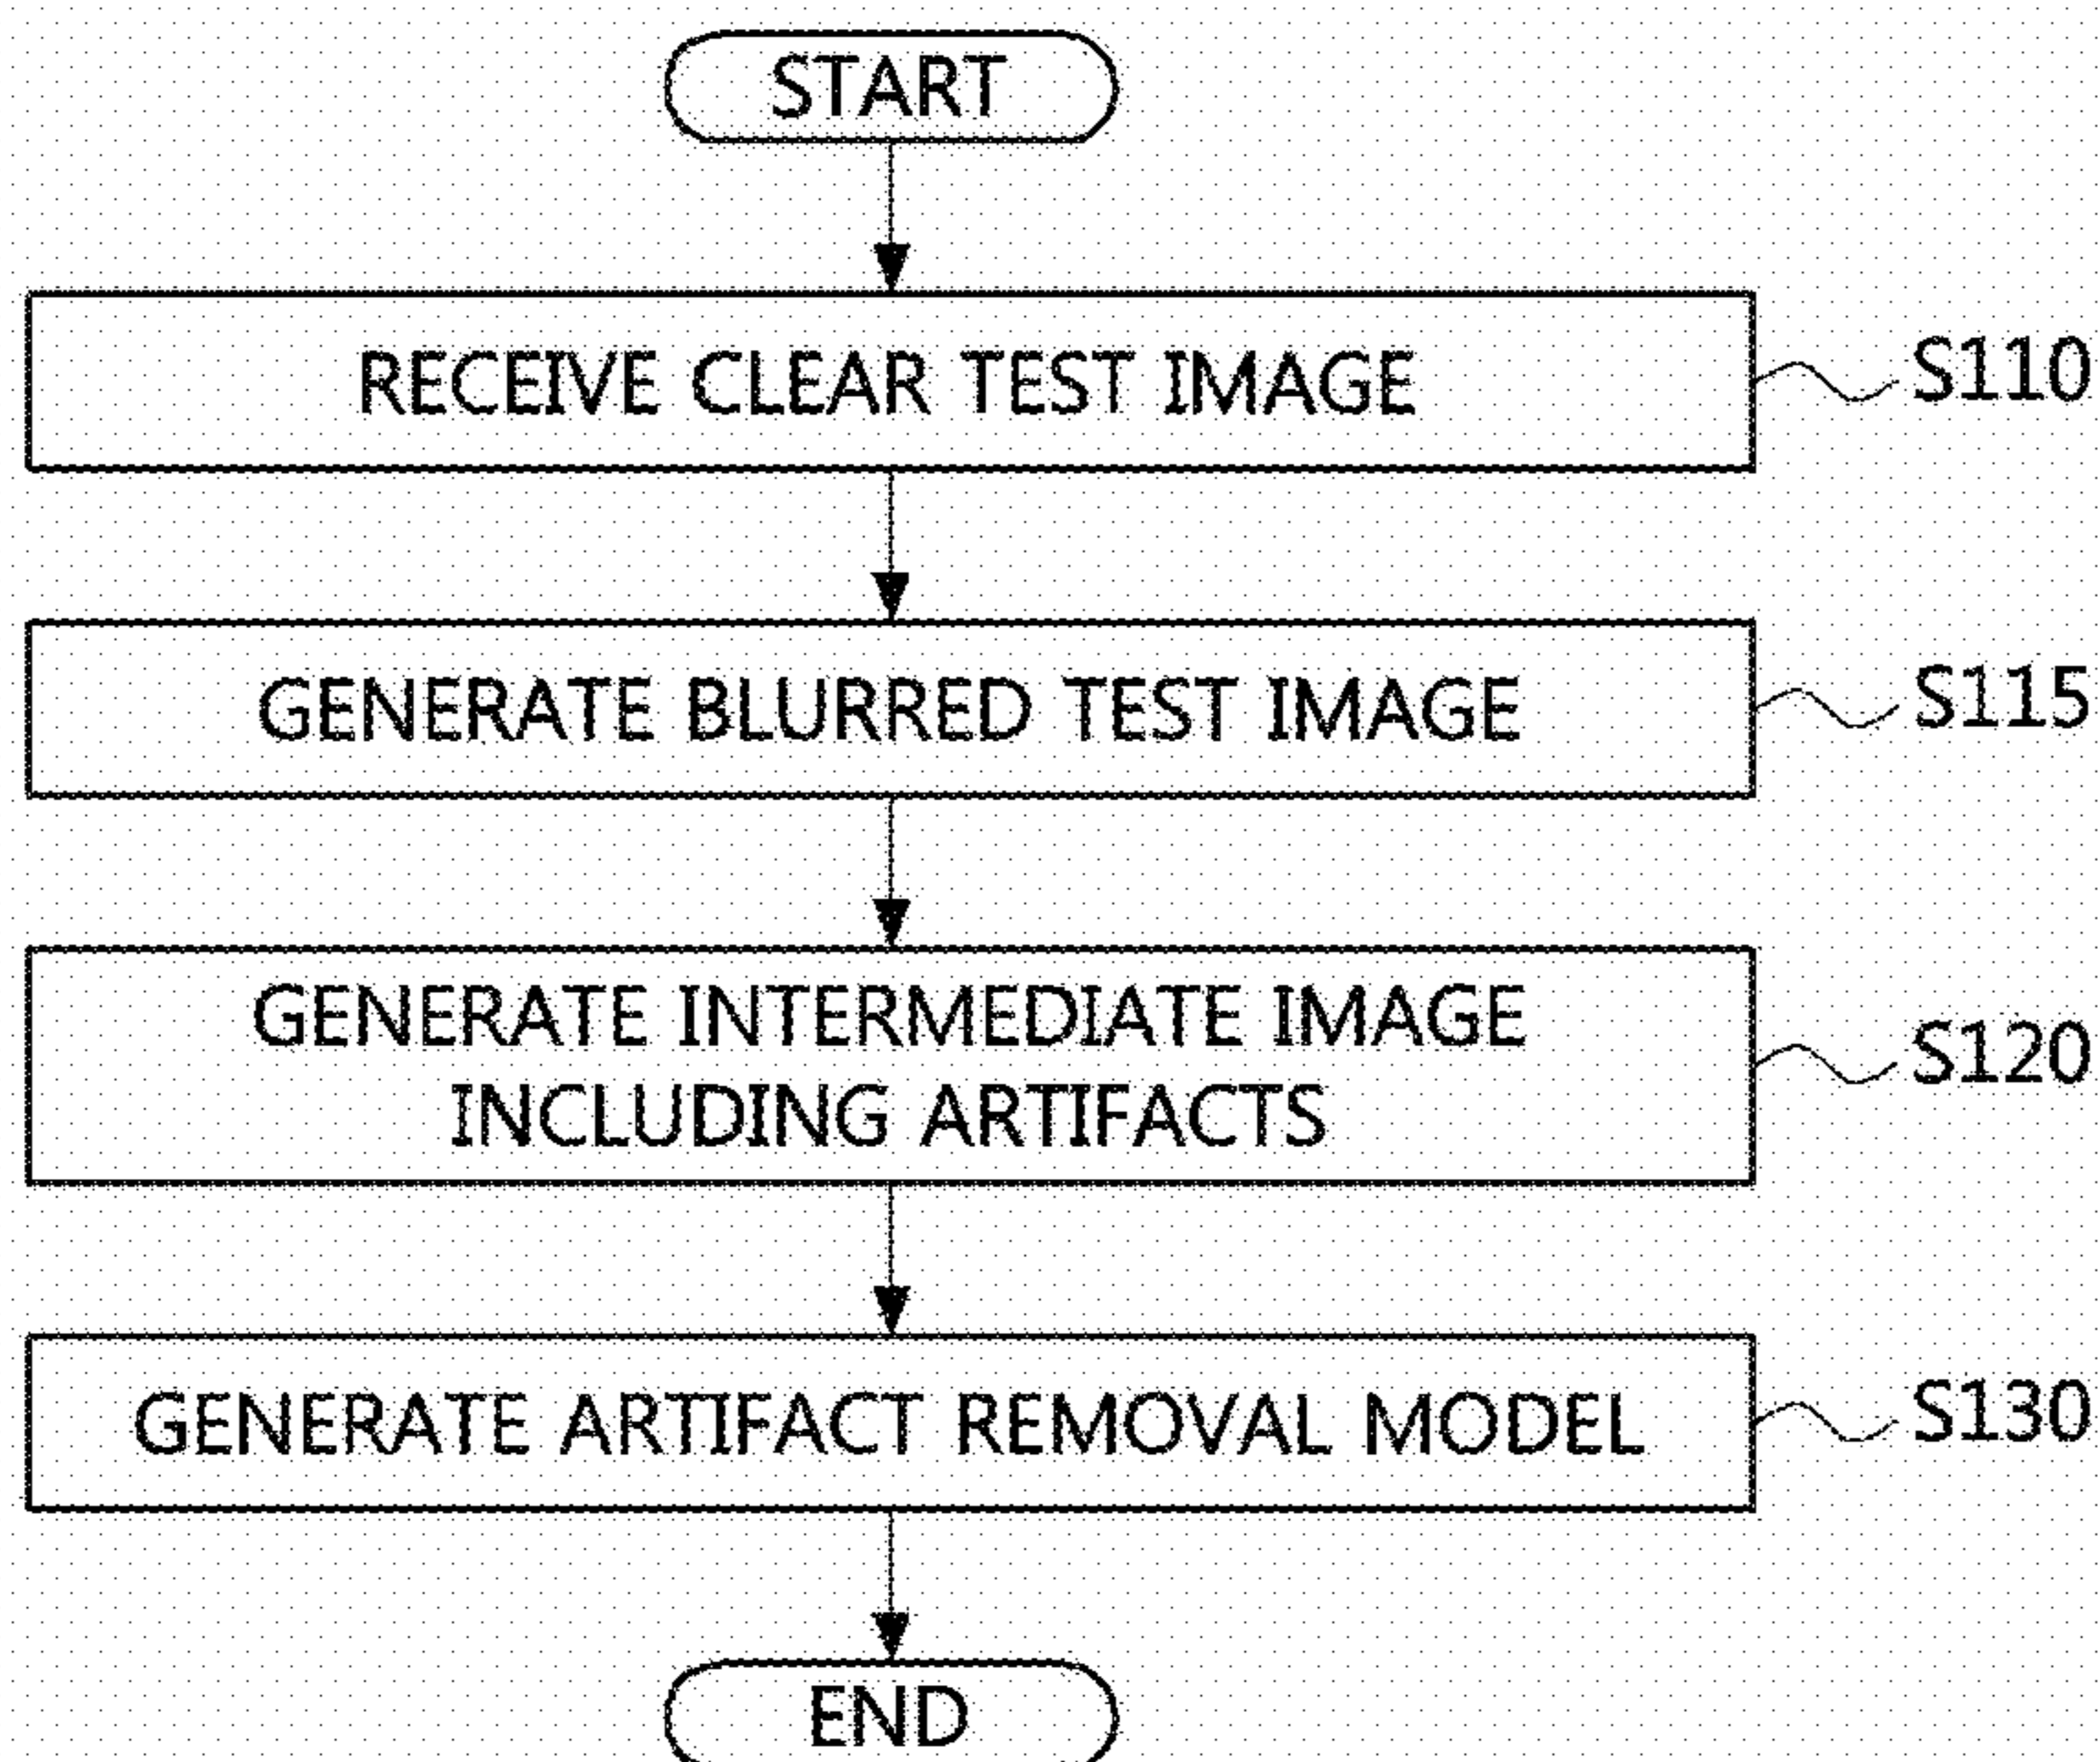 START
RECEIVE CLEAR TEST IMAGE
S110
GENERATE BLURRED TEST IMAGE
S115
GENERATE INTERMEDIATE IMAGE
INCLUDING ARTIFACTS
S120
GENERATE ARTIFACT REMOVAL MODEL
S130
END